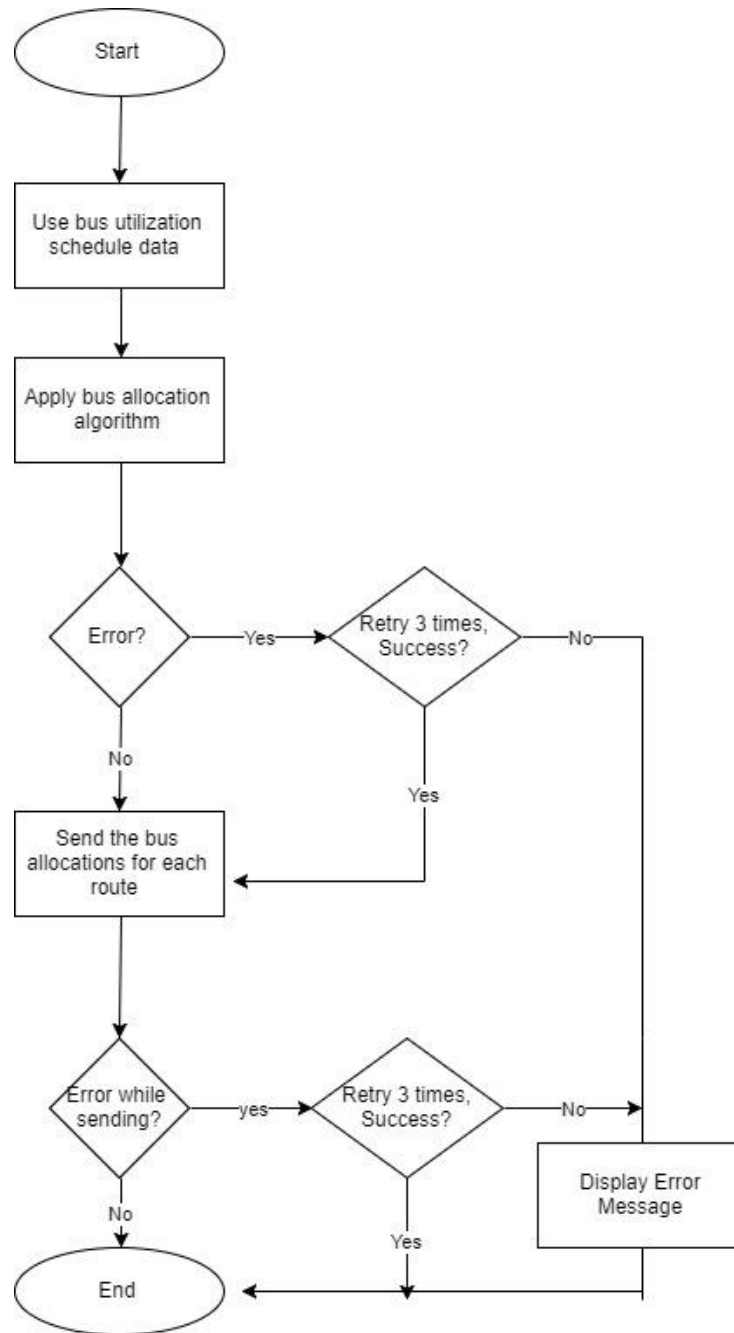 Start
Use bus utilization
schedule data
Apply bus allocation
algorithm
Error?
Yes
Retry 3 times,
Success?
No
No
Yes
Send the bus
allocations for each
route
Error while
sending?
yes
Retry 3 times,
Success?
No
Display Error
Message
No
Yes
End